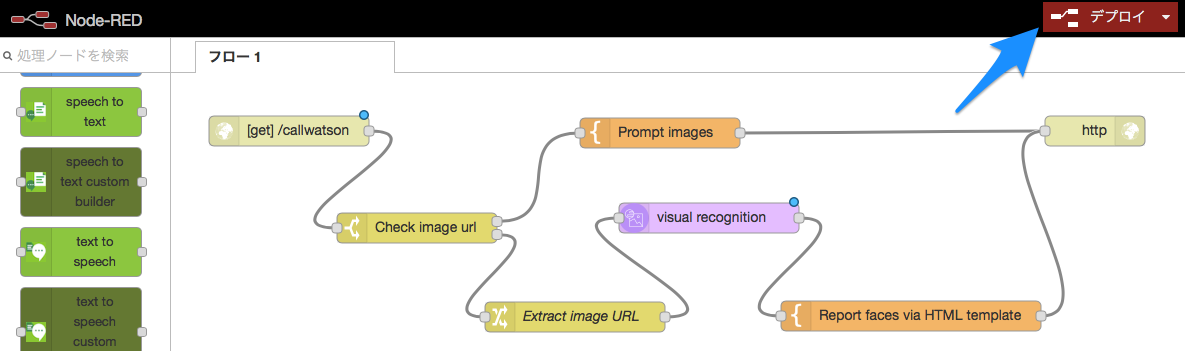 Node-RED
デプロイ
処理ノードを検索
フロー 1
speech to
text
speech to
text custom
builder
text to
speech
text to
speech
custom
[get] /callwatson
Prompt images
http
Check image url
visual recognition
Extract image URL
Report faces via HTML template